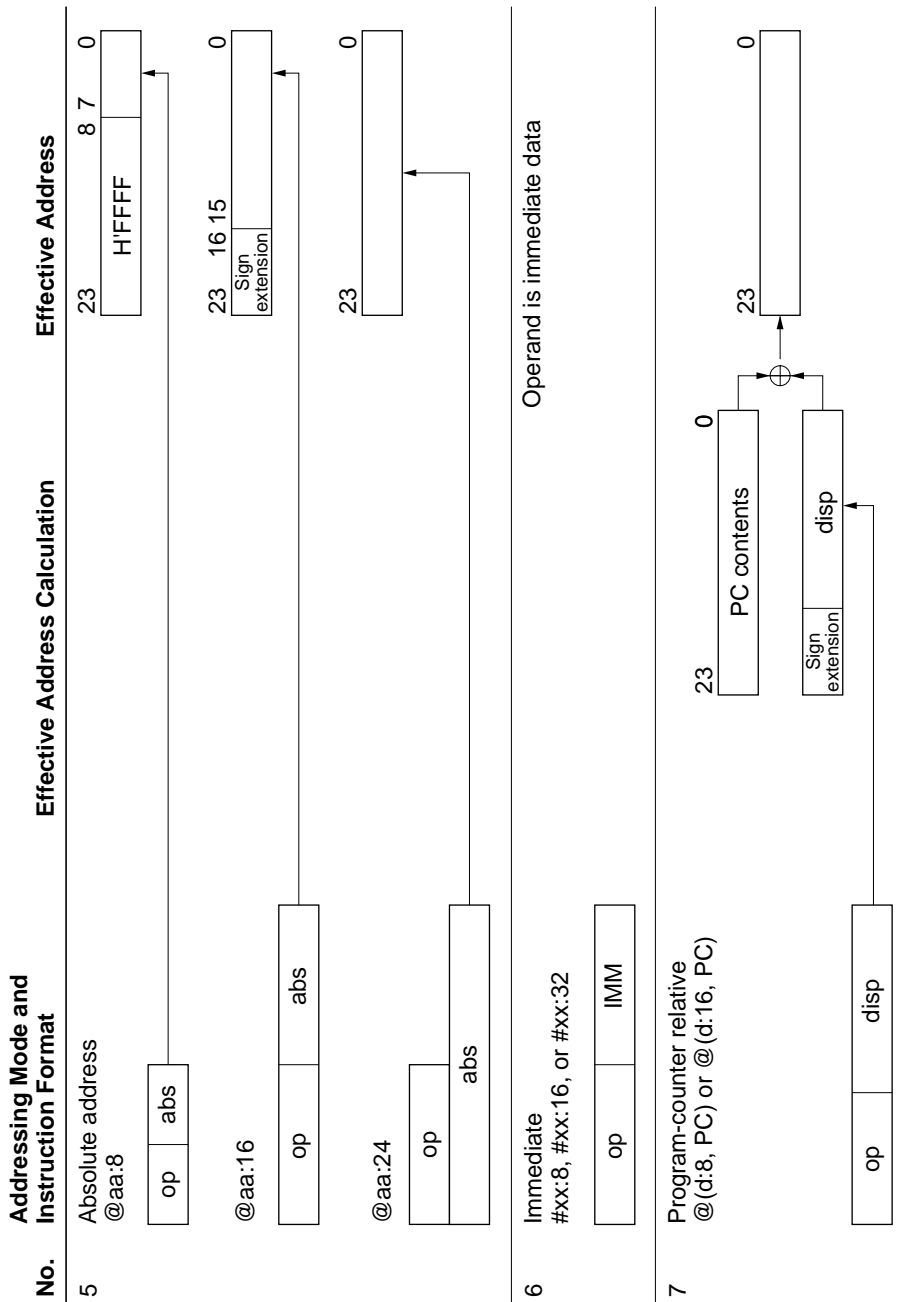 No. Addressing Mode and Instruction Format Effective Address Calculation Effective Address
5 Absolute address
@aa:8
op abs
23 8 7 0
H'FFFF
@aa:16
op abs
23 16 15 0
Sign extension
@aa:24
op
abs
23 0
6 Immediate
#xx:8, #xx:16, or #xx:32
op IMM
Operand is immediate data
7 Program-counter relative
@(d:8, PC) or @(d:16, PC)
23 0
PC contents
23 0
Sign extension disp
op disp